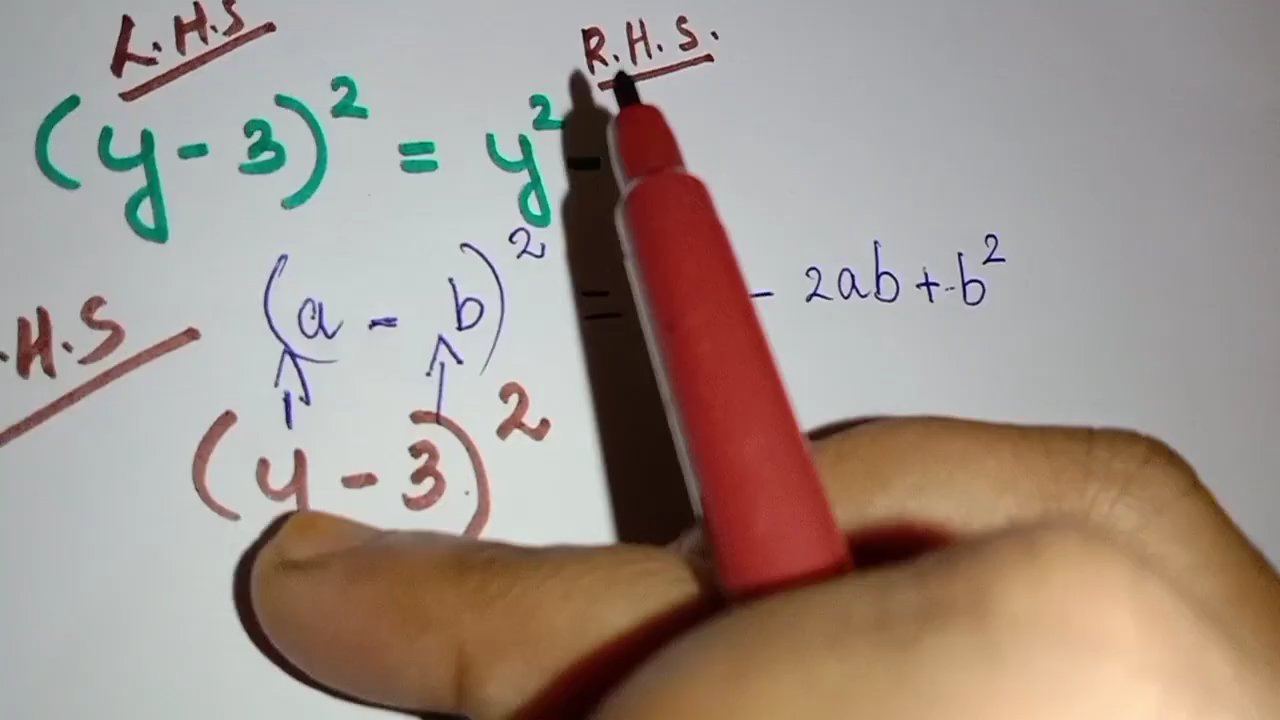 L.H.S R.H.S.
(y - 3)² = y² -
(a - b)² = - 2ab + b²
.H.S
(y - 3)²